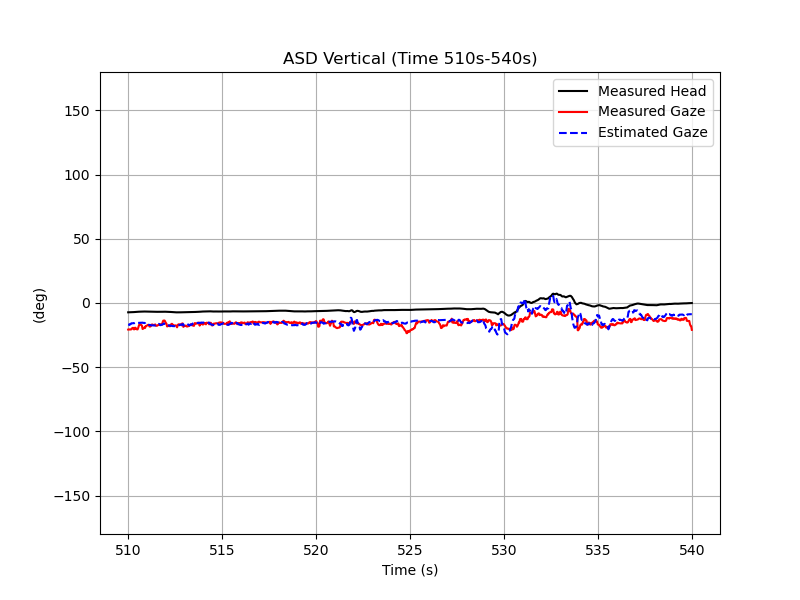 ASD Vertical (Time 510s-540s)
Measured Head
Measured Gaze
Estimated Gaze
150
100
50
0
−50
−100
−150
(deg)
510 515 520 525 530 535 540
Time (s)